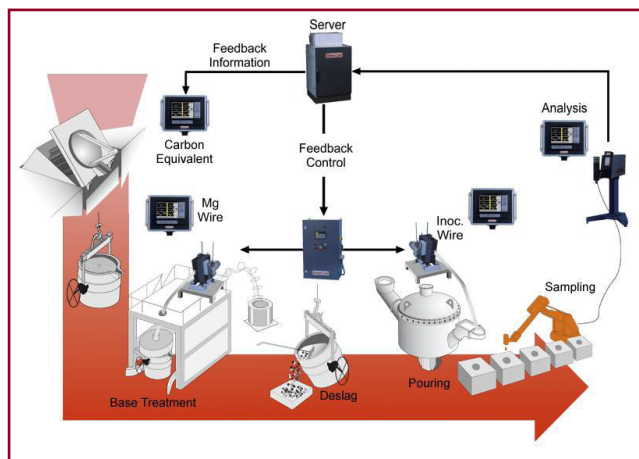 Server
Feedback
Information
Analysis
Carbon
Equivalent
Feedback
Control
Mg
Wire
Inoc.
Wire
Sampling
Pouring
Deslag
Base Treatment